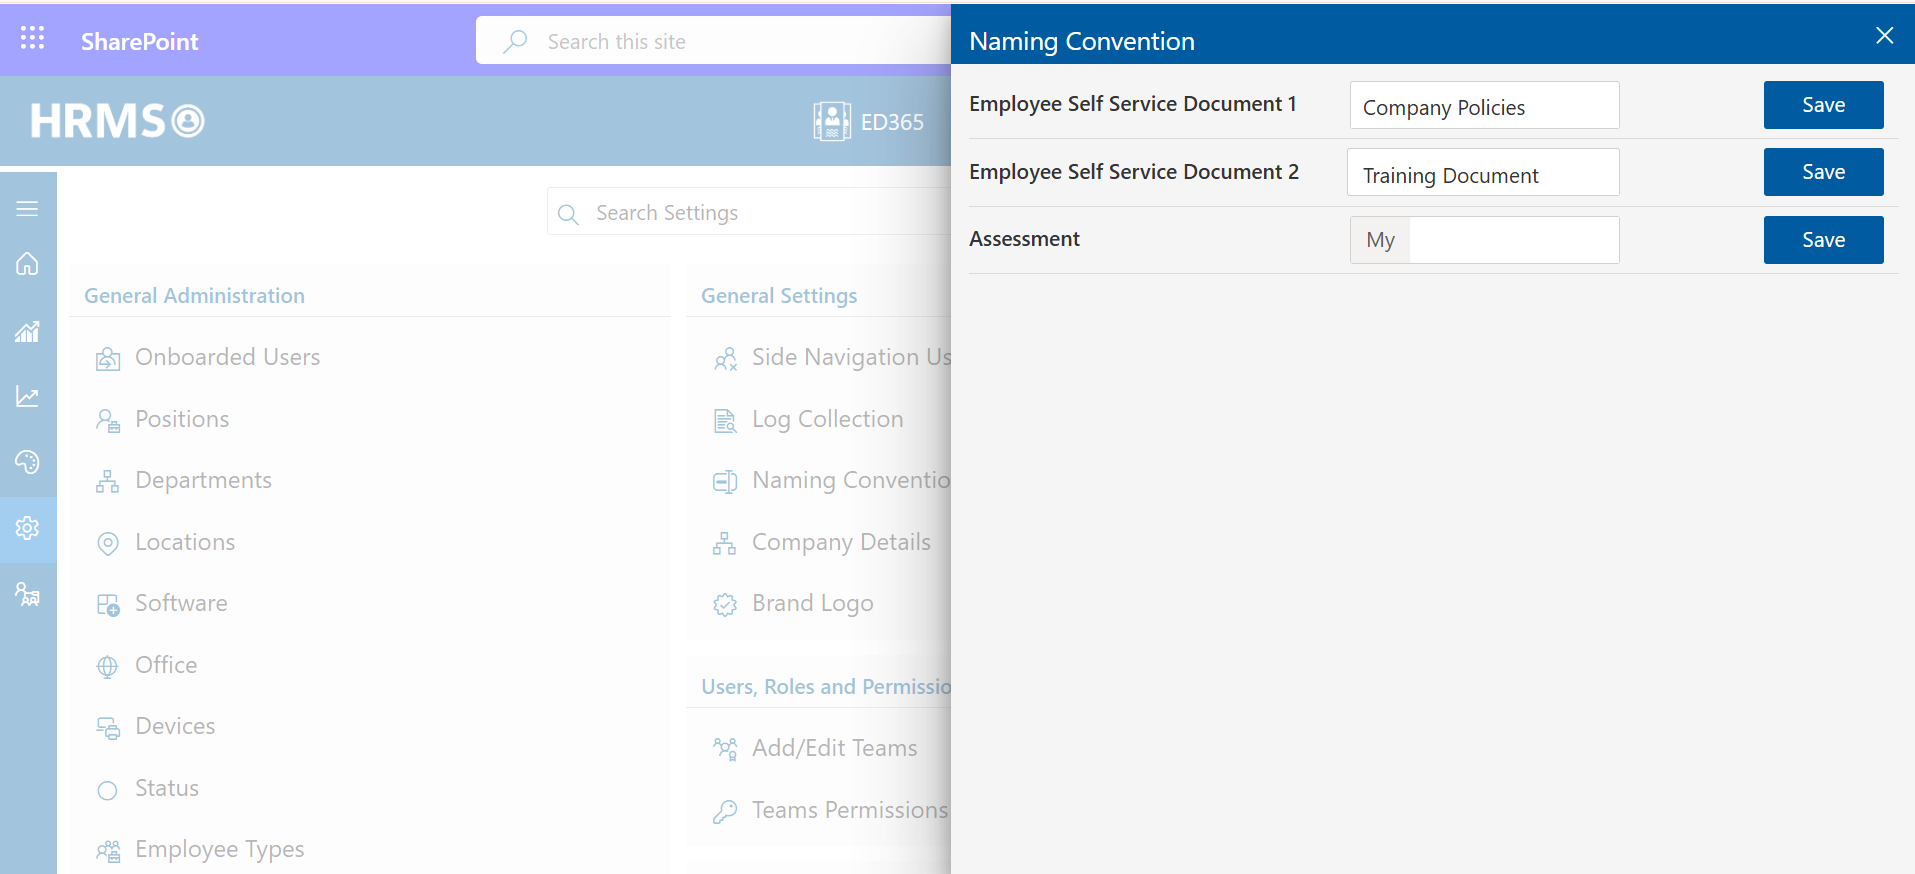 SharePoint
Search this site
HRMS
ED365
Search Settings
General Administration
Onboarded Users
Positions
Departments
Locations
Software
Office
Devices
Status
Employee Types
General Settings
Side Navigation Us
Log Collection
Naming Conventio
Company Details
Brand Logo
Users, Roles and Permissio
Add/Edit Teams
Teams Permissions
Naming Convention
Employee Self Service Document 1 Company Policies Save
Employee Self Service Document 2 Training Document Save
Assessment My Save